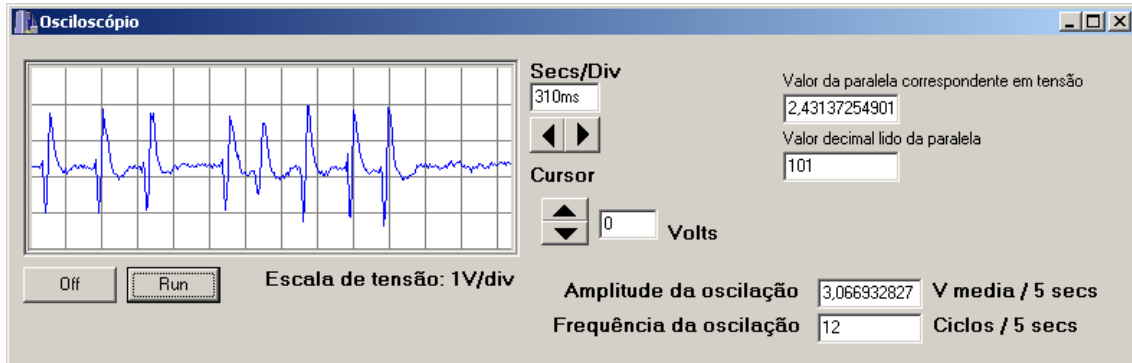 Osciloscópio
Secs/Div
310ms
Cursor
0 Volts
Valor da paralela correspondente em tensão
2,43137254901
Valor decimal lido da paralela
101
Off Run Escala de tensão: 1V/div
Amplitude da oscilação 3,066932827 V media / 5 secs
Frequência da oscilação 12 Ciclos / 5 secs